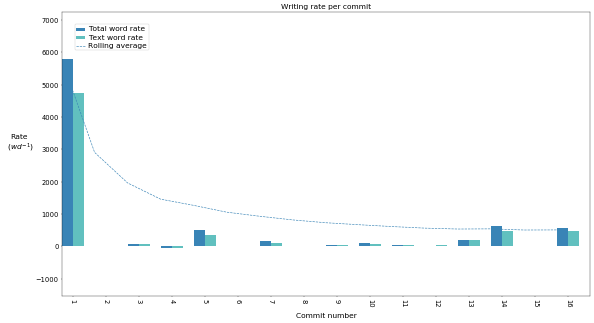 Writing rate per commit
Total word rate
Text word rate
Rolling average
7000
6000
5000
4000
3000
2000
1000
0
−1000
Rate
(wd⁻¹)
1 2 3 4 5 6 7 8 9 10 11 12 13 14 15 16
Commit number